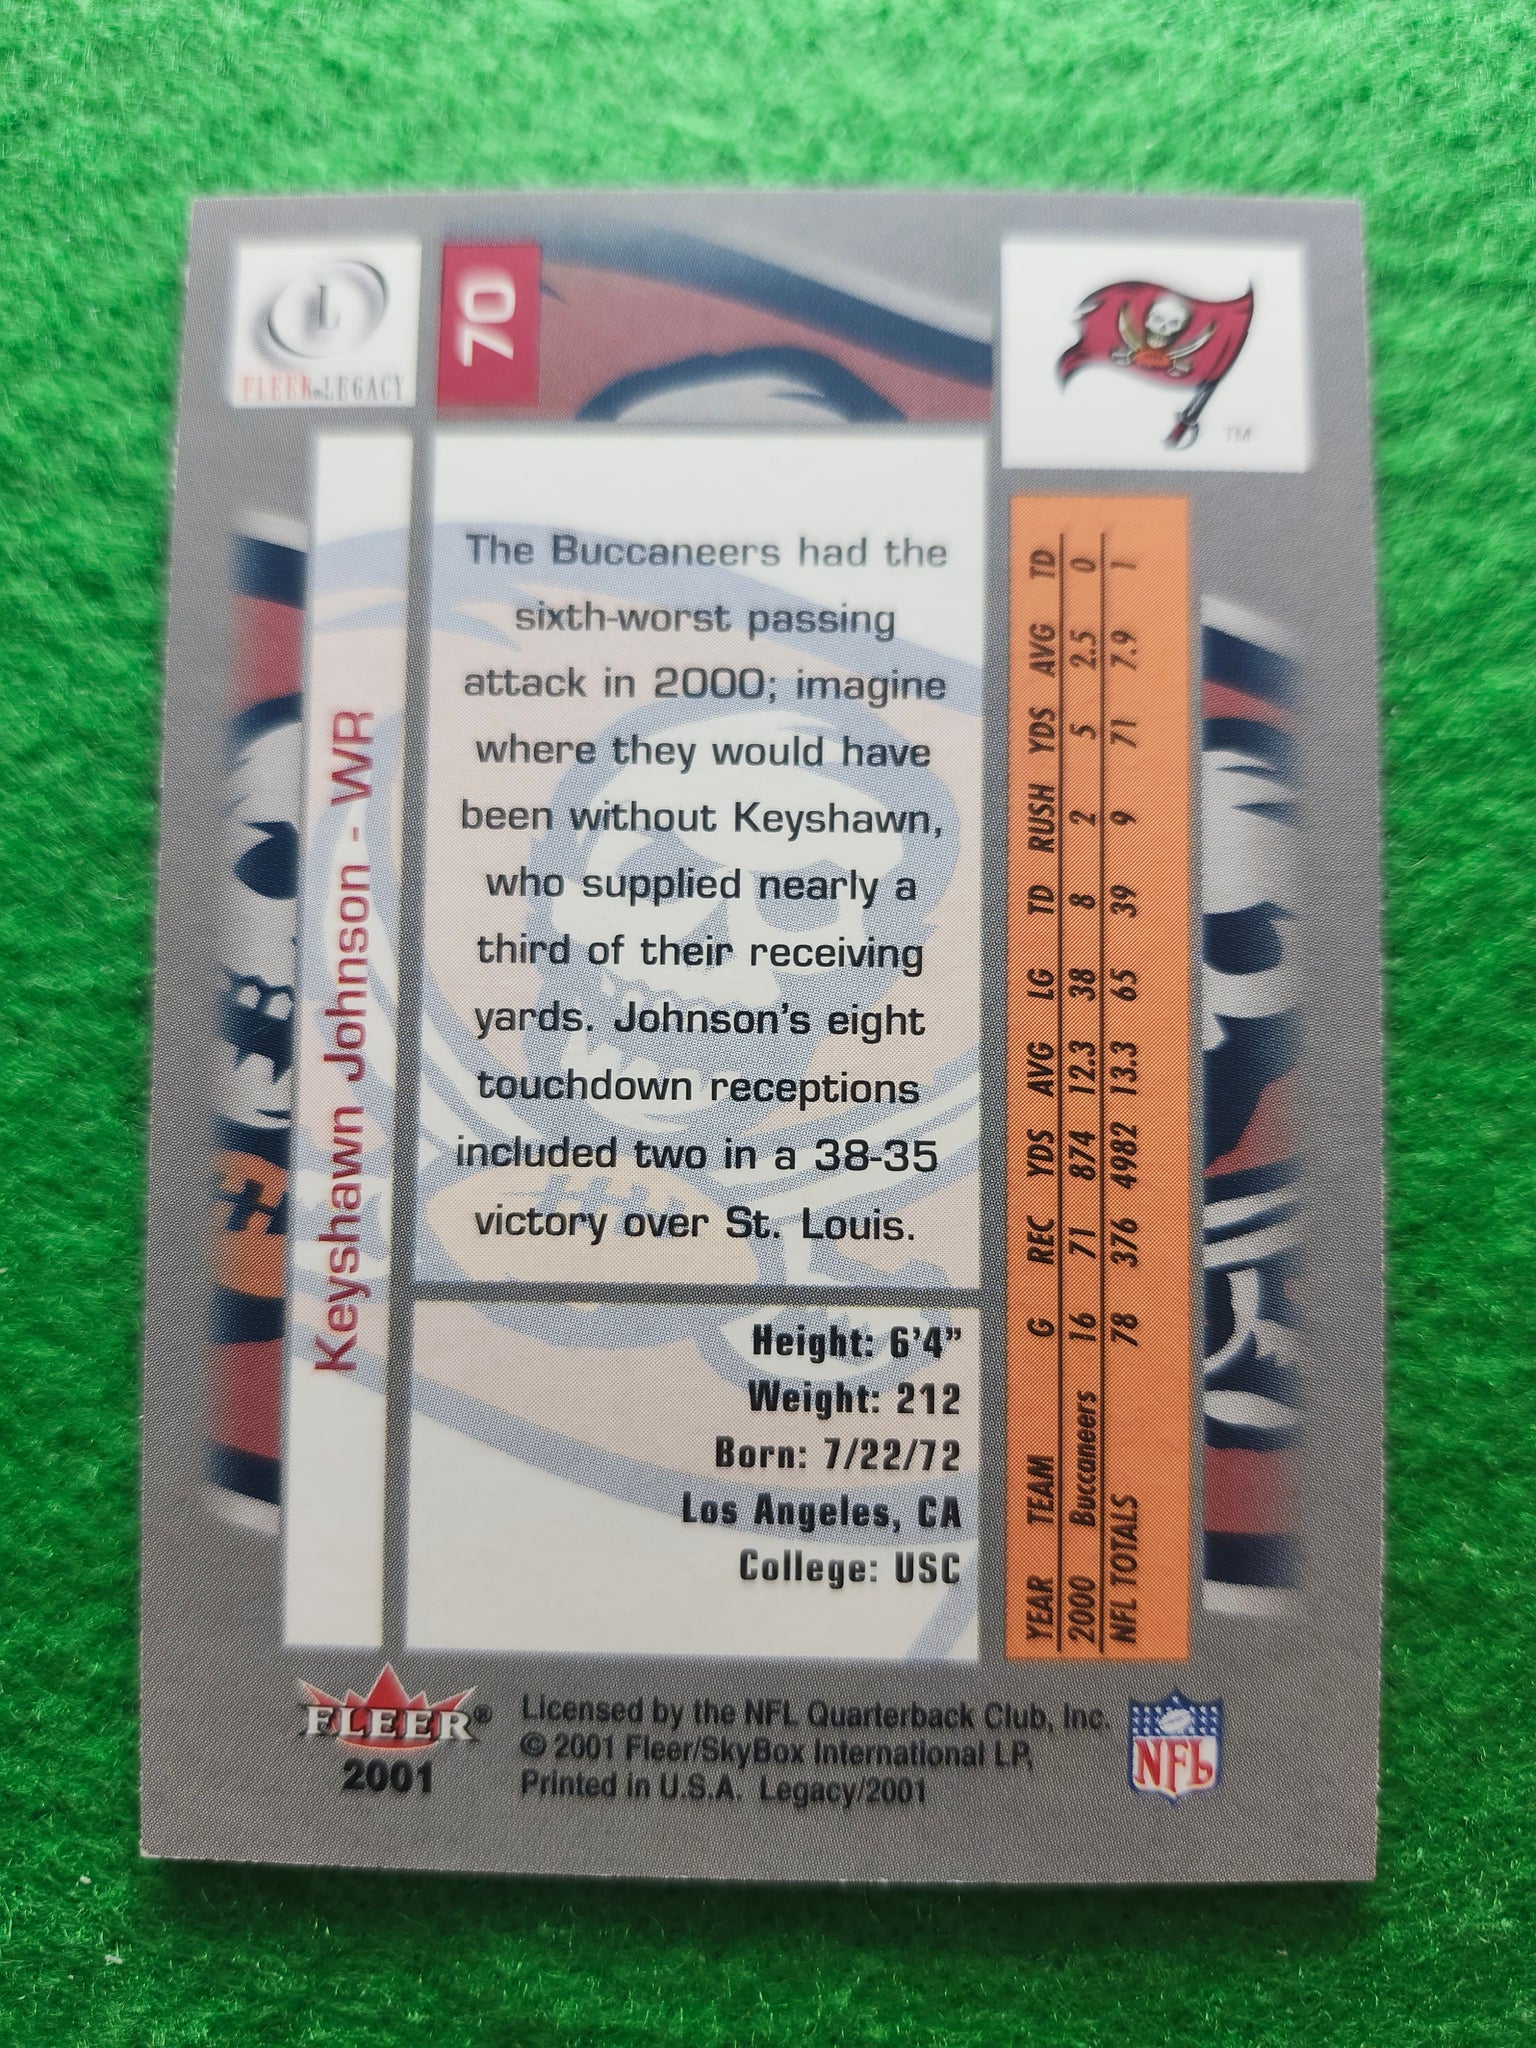 L
FLEER LEGACY
70
TM
Keyshawn Johnson - WR
The Buccaneers had the
sixth-worst passing
attack in 2000; imagine
where they would have
been without Keyshawn,
who supplied nearly a
third of their receiving
yards. Johnson's eight
touchdown receptions
included two in a 38-35
victory over St. Louis.
Height: 6'4"
Weight: 212
Born: 7/22/72
Los Angeles, CA
College: USC
YEAR TEAM G REC YDS AVG LG TD RUSH YDS AVG TD
2000 Buccaneers 16 71 874 12.3 38 8 2 5 2.5 0
NFL TOTALS 78 376 4982 13.3 65 39 9 71 7.9 1
FLEER®
2001
Licensed by the NFL Quarterback Club, Inc.
© 2001 Fleer/SkyBox International LP,
Printed in U.S.A. Legacy/2001
NFL